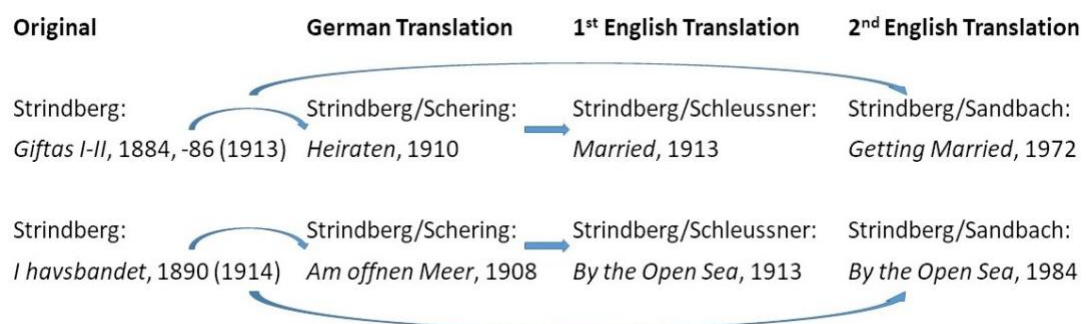 Original German Translation 1st English Translation 2nd English Translation
Strindberg: Strindberg/Schering: Strindberg/Schleussner: Strindberg/Sandbach:
Giftas I-II, 1884, -86 (1913) Heiraten, 1910 Married, 1913 Getting Married, 1972
Strindberg: Strindberg/Schering: Strindberg/Schleussner: Strindberg/Sandbach:
I havsbandet, 1890 (1914) Am offnen Meer, 1908 By the Open Sea, 1913 By the Open Sea, 1984